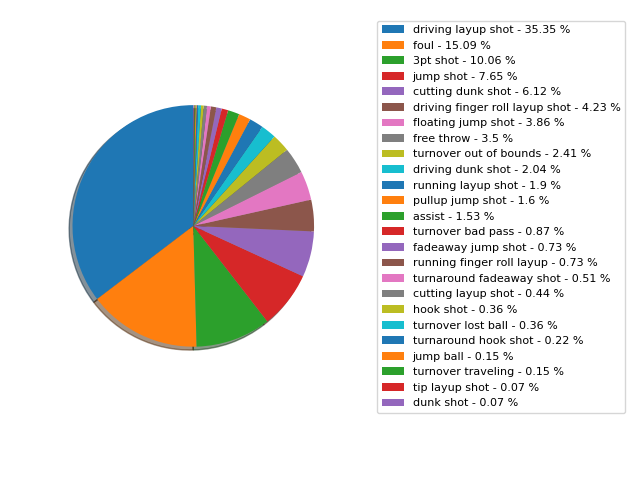 driving layup shot - 35.35 %
foul - 15.09 %
3pt shot - 10.06 %
jump shot - 7.65 %
cutting dunk shot - 6.12 %
driving finger roll layup shot - 4.23 %
floating jump shot - 3.86 %
free throw - 3.5 %
turnover out of bounds - 2.41 %
driving dunk shot - 2.04 %
running layup shot - 1.9 %
pullup jump shot - 1.6 %
assist - 1.53 %
turnover bad pass - 0.87 %
fadeaway jump shot - 0.73 %
running finger roll layup - 0.73 %
turnaround fadeaway shot - 0.51 %
cutting layup shot - 0.44 %
hook shot - 0.36 %
turnover lost ball - 0.36 %
turnaround hook shot - 0.22 %
jump ball - 0.15 %
turnover traveling - 0.15 %
tip layup shot - 0.07 %
dunk shot - 0.07 %